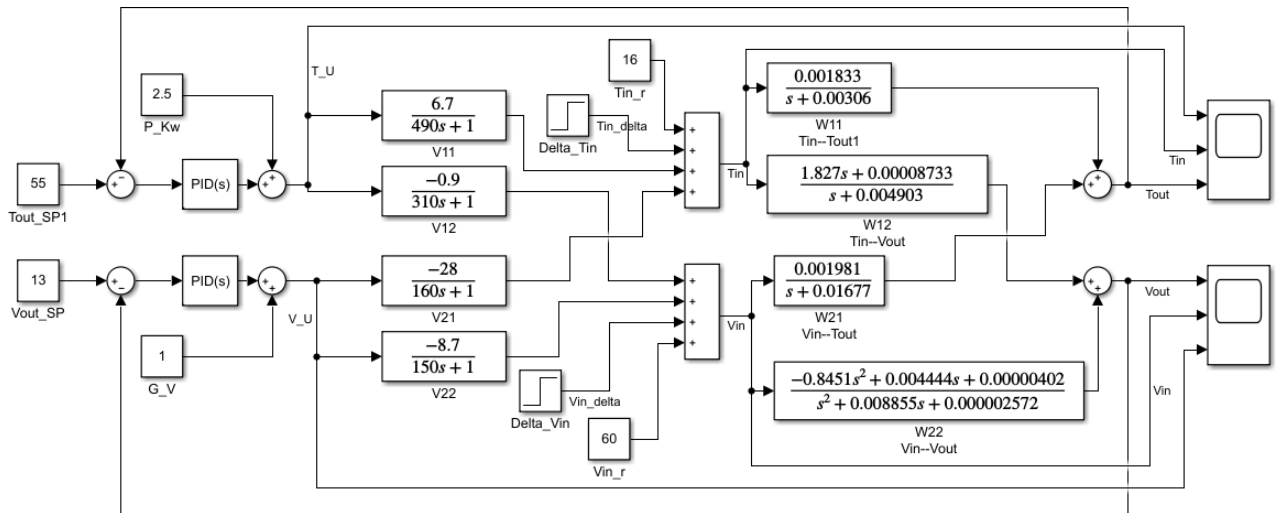 T_U
2.5
P_Kw
55
Tout_SP1
+
−
PID(s)
+
+
6.7
490s + 1
V11
−0.9
310s + 1
V12
16
Tin_r
Delta_Tin
Tin_delta
+
+
+
+
Tin
0.001833
s + 0.00306
W11
Tin--Tout1
1.827s + 0.00008733
s + 0.004903
W12
Tin--Vout
+
+
Tin
Tout
13
Vout_SP
+
−
PID(s)
+
+
V_U
1
G_V
−28
160s + 1
V21
−8.7
150s + 1
V22
Delta_Vin
Vin_delta
60
Vin_r
+
+
+
+
Vin
0.001981
s + 0.01677
W21
Vin--Tout
−0.8451s² + 0.004444s + 0.00000402
s² + 0.008855s + 0.000002572
W22
Vin--Vout
+
+
Vout
Vin